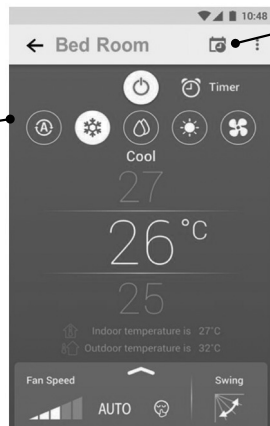 10:48
Bed Room
Timer
A
Cool
27
26°C
25
Indoor temperature is 27°C
Outdoor temperature is 32°C
Fan Speed
Swing
AUTO